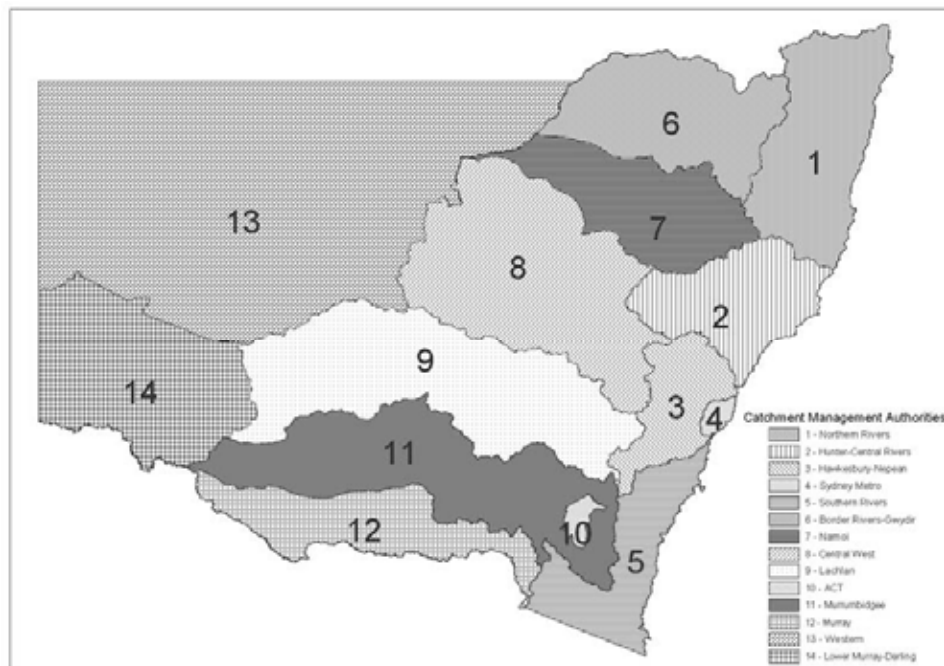 6
1
13
7
8
2
9
14
3
4
11
12
10
5
Catchment Management Authorities
1 - Northern Rivers
2 - Hunter-Central Rivers
3 - Hawkesbury-Nepean
4 - Sydney Metro
5 - Southern Rivers
6 - Border Rivers-Gwydir
7 - Namoi
8 - Central West
9 - Lachlan
10 - ACT
11 - Murrumbidgee
12 - Murray
13 - Western
14 - Lower Murray-Darling